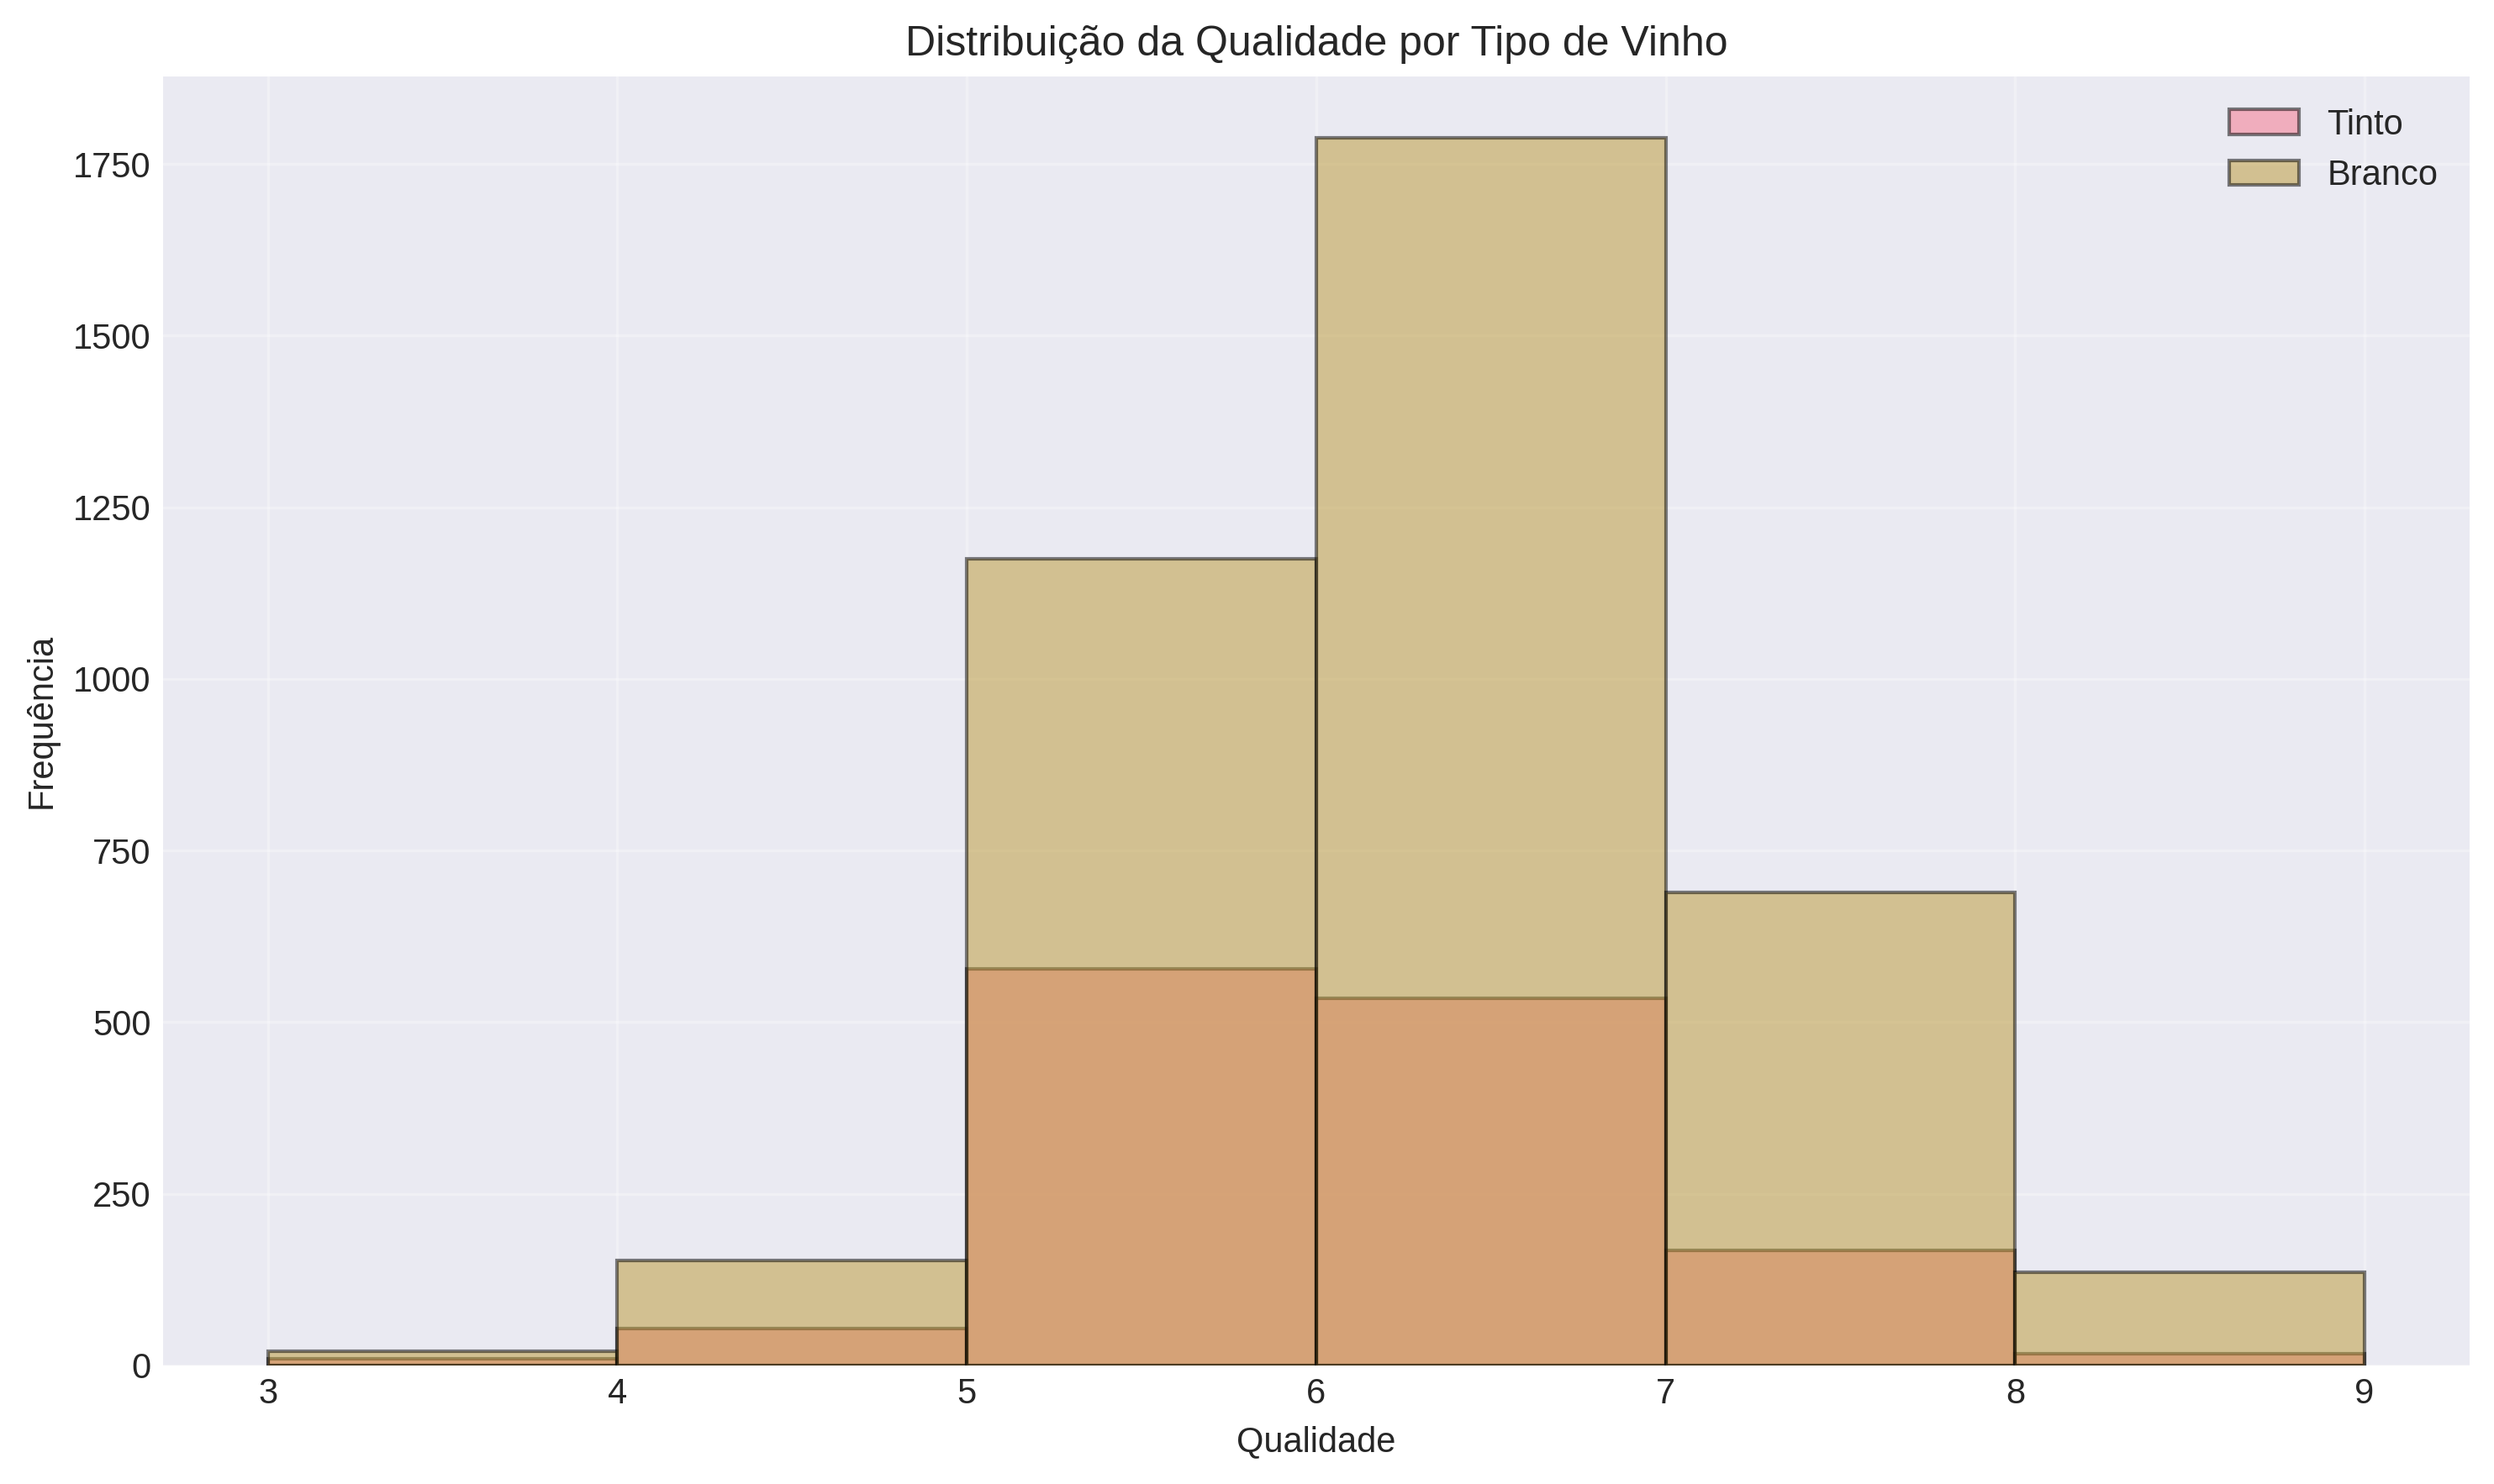 Distribuição da Qualidade por Tipo de Vinho
Tinto
Branco
1750
1500
1250
1000
750
500
250
0
Frequência
3 4 5 6 7 8 9
Qualidade